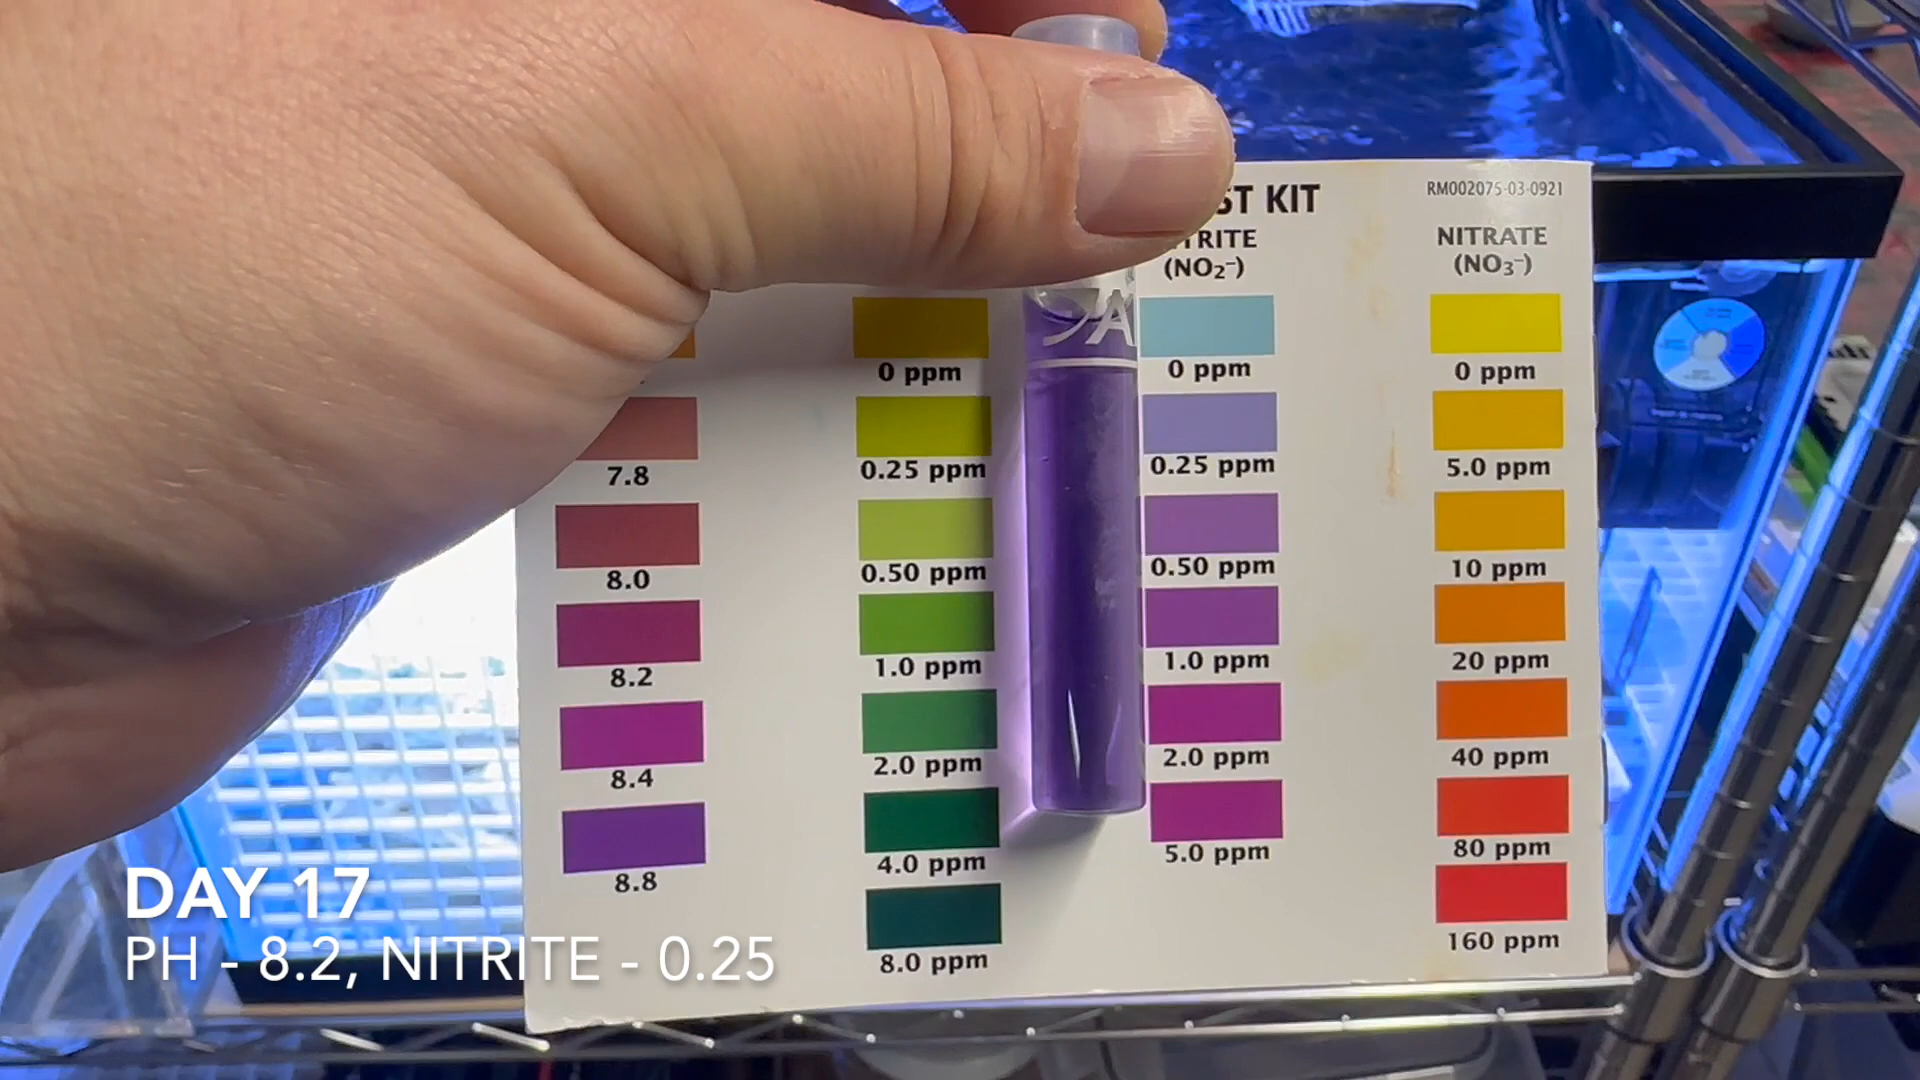 ST KIT
RM002075-03-0921
TRITE
(NO2–)
NITRATE
(NO3–)
A
0 ppm
0 ppm
0 ppm
7.8
0.25 ppm
0.25 ppm
5.0 ppm
8.0
0.50 ppm
0.50 ppm
10 ppm
8.2
1.0 ppm
1.0 ppm
20 ppm
8.4
2.0 ppm
2.0 ppm
40 ppm
8.8
4.0 ppm
5.0 ppm
80 ppm
8.0 ppm
160 ppm
DAY 17
PH - 8.2, NITRITE - 0.25